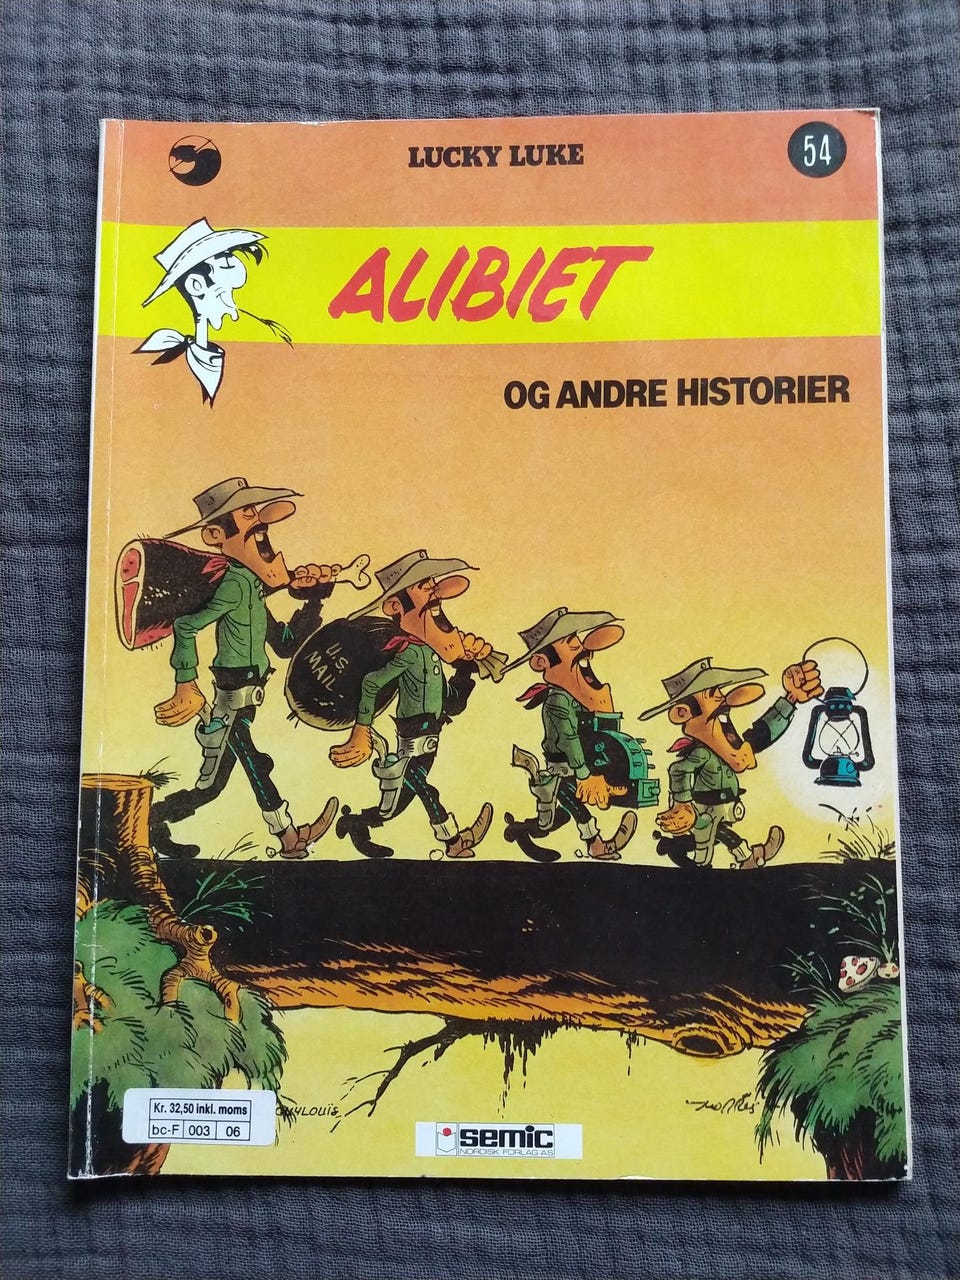 LUCKY LUKE
54
ALIBIET
OG ANDRE HISTORIER
U.S.
MAIL
Kr. 32,50 inkl. moms
bc-F 003 06
semic
NORDISK FORLAG AS